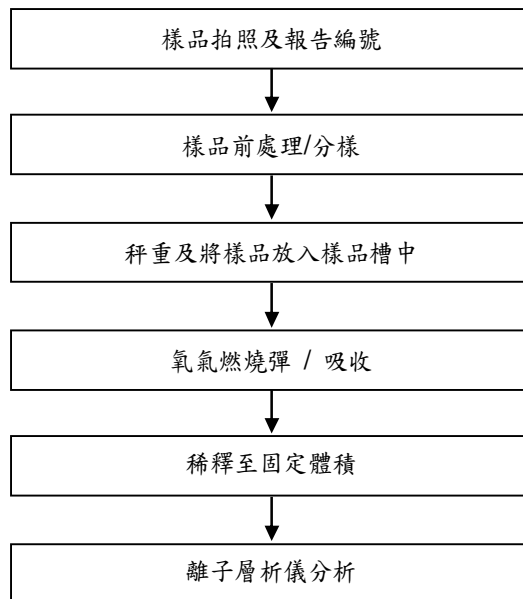 樣品拍照及報告編號
樣品前處理/分樣
秤重及將樣品放入樣品槽中
氧氣燃燒彈 / 吸收
稀釋至固定體積
離子層析儀分析